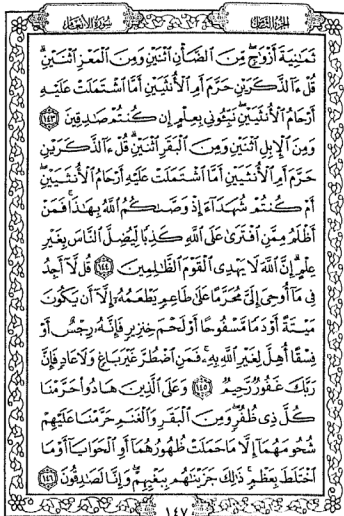 الجزء الثامن
سورة الأنعام
ثَمَٰنِيَةَ أَزْوَٰجٍ مِّنَ ٱلضَّأْنِ ٱثْنَيْنِ وَمِنَ ٱلْمَعْزِ ٱثْنَيْنِ
قُلْ ءَآلذَّكَرَيْنِ حَرَّمَ أَمِ ٱلْأُنثَيَيْنِ أَمَّا ٱشْتَمَلَتْ عَلَيْهِ
أَرْحَامُ ٱلْأُنثَيَيْنِ نَبِّـُٔونِى بِعِلْمٍ إِن كُنتُمْ صَٰدِقِينَ ١٤٣
وَمِنَ ٱلْإِبِلِ ٱثْنَيْنِ وَمِنَ ٱلْبَقَرِ ٱثْنَيْنِ قُلْ ءَآلذَّكَرَيْنِ
حَرَّمَ أَمِ ٱلْأُنثَيَيْنِ أَمَّا ٱشْتَمَلَتْ عَلَيْهِ أَرْحَامُ ٱلْأُنثَيَيْنِ
أَمْ كُنتُمْ شُهَدَآءَ إِذْ وَصَّىٰكُمُ ٱللَّهُ بِهَٰذَا فَمَنْ
أَظْلَمُ مِمَّنِ ٱفْتَرَىٰ عَلَى ٱللَّهِ كَذِبًا لِّيُضِلَّ ٱلنَّاسَ بِغَيْرِ
عِلْمٍ إِنَّ ٱللَّهَ لَا يَهْدِى ٱلْقَوْمَ ٱلظَّٰلِمِينَ ١٤٤ قُل لَّآ أَجِدُ
فِى مَآ أُوحِىَ إِلَىَّ مُحَرَّمًا عَلَىٰ طَاعِمٍ يَطْعَمُهُۥٓ إِلَّآ أَن يَكُونَ
مَيْتَةً أَوْ دَمًا مَّسْفُوحًا أَوْ لَحْمَ خِنزِيرٍ فَإِنَّهُۥ رِجْسٌ أَوْ
فِسْقًا أُهِلَّ لِغَيْرِ ٱللَّهِ بِهِۦ فَمَنِ ٱضْطُرَّ غَيْرَ بَاغٍ وَلَا عَادٍ فَإِنَّ
رَبَّكَ غَفُورٌ رَّحِيمٌ ١٤٥ وَعَلَى ٱلَّذِينَ هَادُوا۟ حَرَّمْنَا
كُلَّ ذِى ظُفُرٍ وَمِنَ ٱلْبَقَرِ وَٱلْغَنَمِ حَرَّمْنَا عَلَيْهِمْ
شُحُومَهُمَآ إِلَّا مَا حَمَلَتْ ظُهُورُهُمَآ أَوِ ٱلْحَوَايَآ أَوْ مَا
ٱخْتَلَطَ بِعَظْمٍ ذَٰلِكَ جَزَيْنَٰهُم بِبَغْيِهِمْ وَإِنَّا لَصَٰدِقُونَ ١٤٦
١٤٧